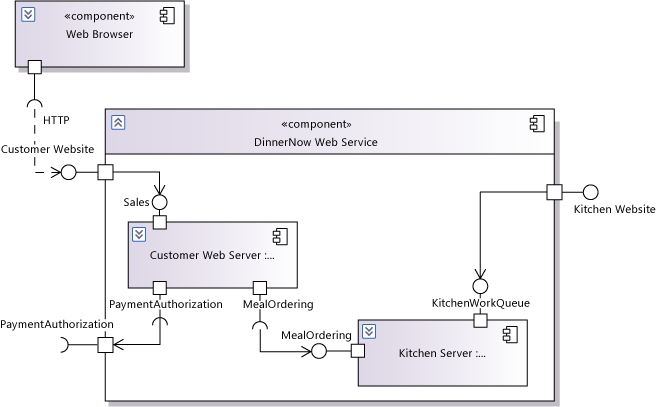 «component»
Web Browser
HTTP
Customer Website
«component»
DinnerNow Web Service
Sales
Kitchen Website
Customer Web Server :...
PaymentAuthorization
MealOrdering
KitchenWorkQueue
PaymentAuthorization
MealOrdering
Kitchen Server :...